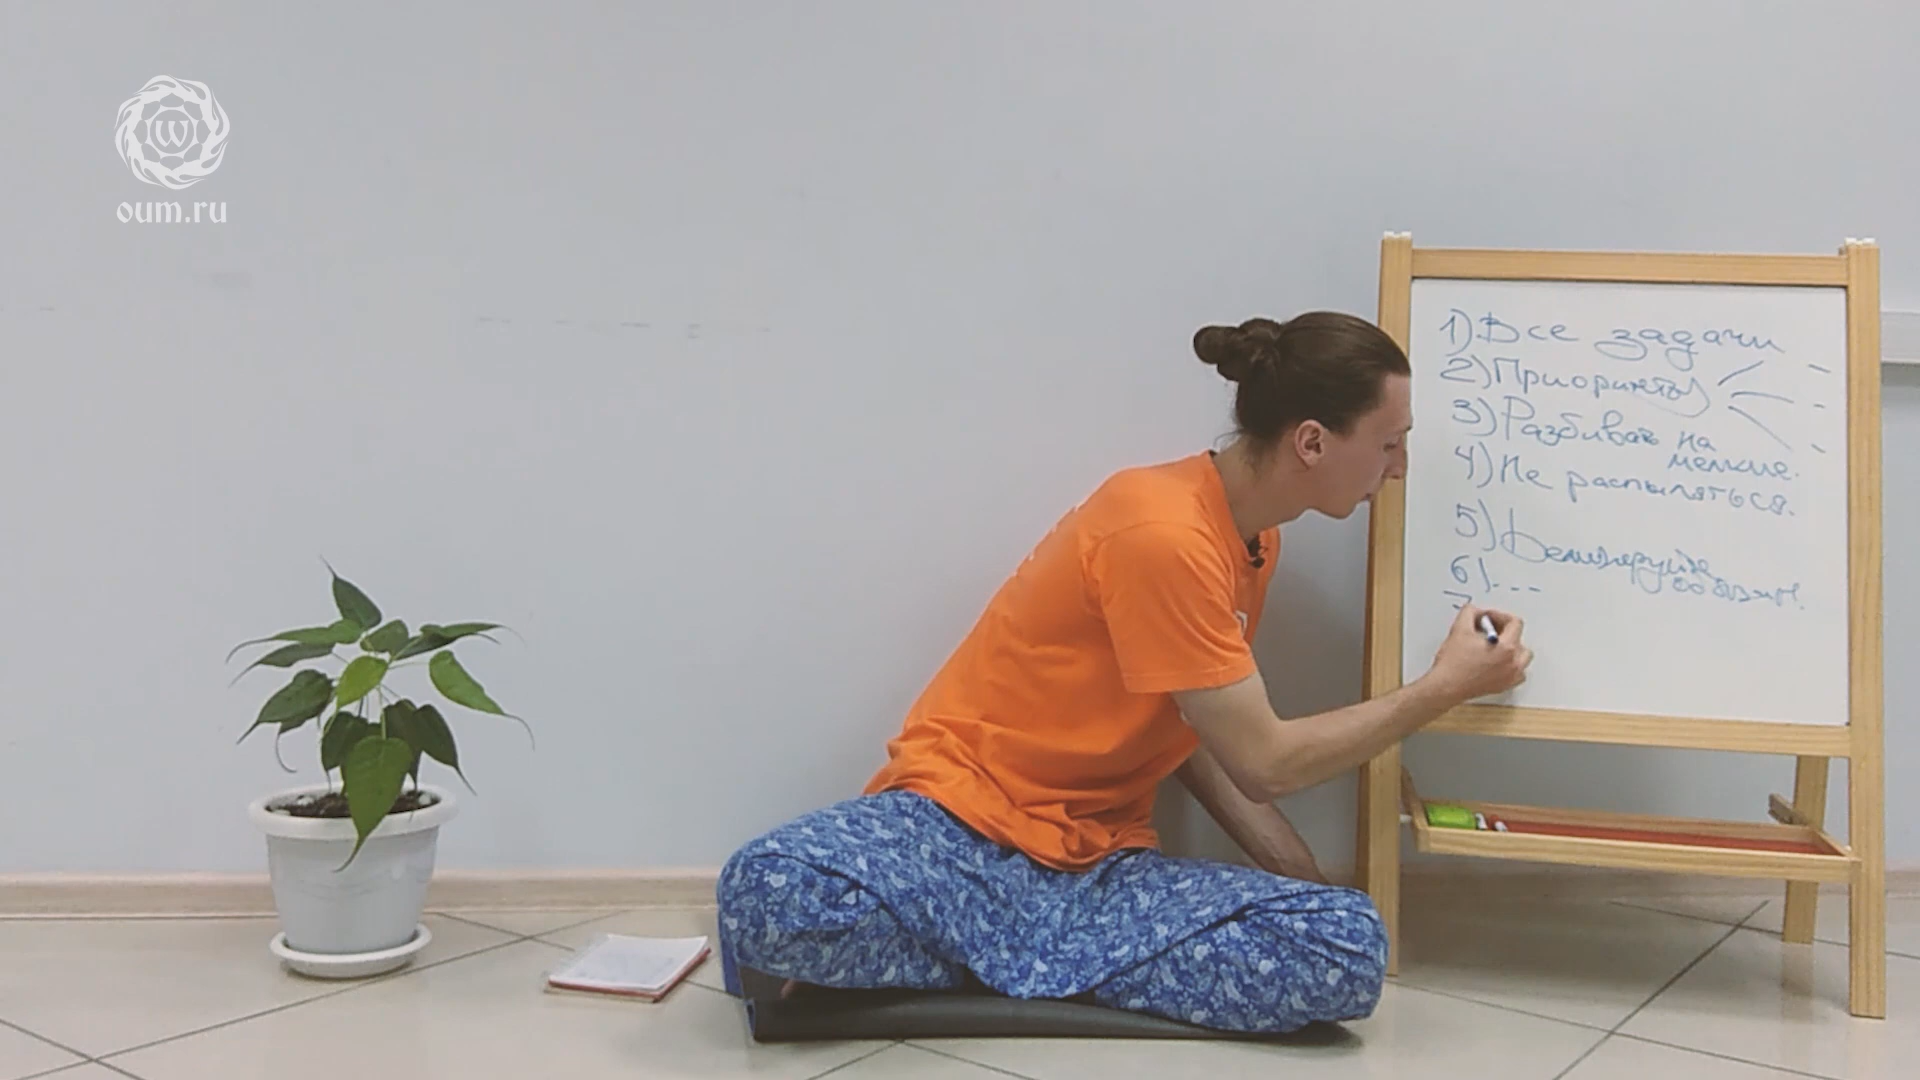 oum.ru
1) Все задачи
2) Приоритеты
3) Разбивать на
мелкие.
4) Не распыляться.
5) Делегируйте
обязан.
6) ...
7